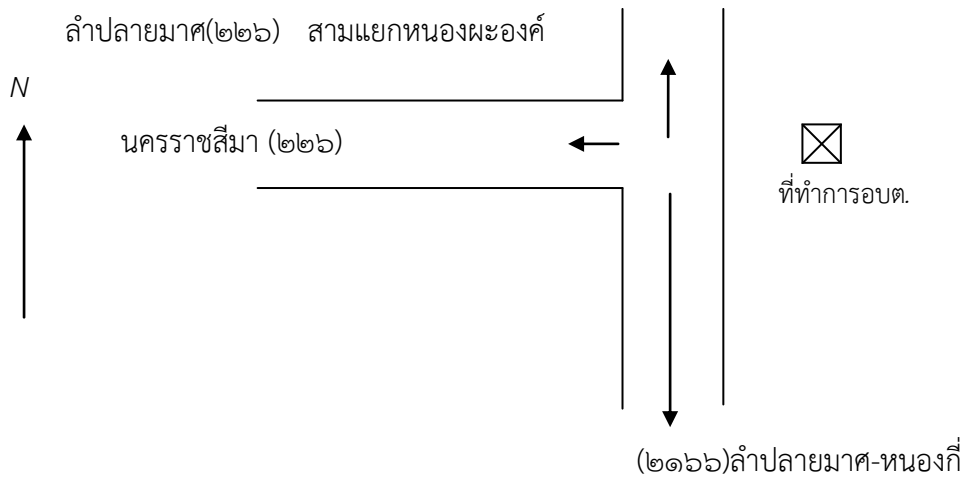 ลำปลายมาศ(๒๒๖) สามแยกหนองผะองค์
N
นครราชสีมา (๒๒๖)
ที่ทำการอบต.
(๒๑๖๖)ลำปลายมาศ-หนองกี่